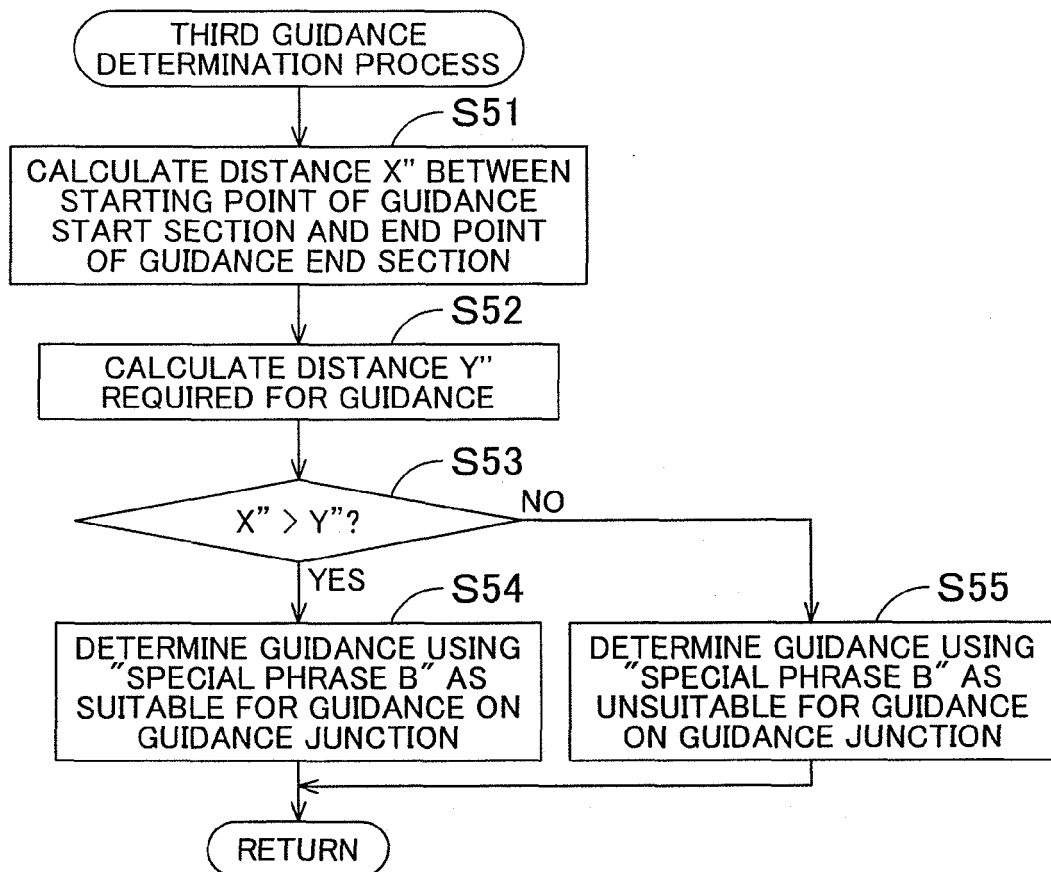 THIRD GUIDANCE
DETERMINATION PROCESS
S51
CALCULATE DISTANCE X" BETWEEN
STARTING POINT OF GUIDANCE
START SECTION AND END POINT
OF GUIDANCE END SECTION
S52
CALCULATE DISTANCE Y"
REQUIRED FOR GUIDANCE
S53
X" > Y"?
NO
YES
S54
DETERMINE GUIDANCE USING
"SPECIAL PHRASE B" AS
SUITABLE FOR GUIDANCE ON
GUIDANCE JUNCTION
S55
DETERMINE GUIDANCE USING
"SPECIAL PHRASE B" AS
UNSUITABLE FOR GUIDANCE
ON GUIDANCE JUNCTION
RETURN